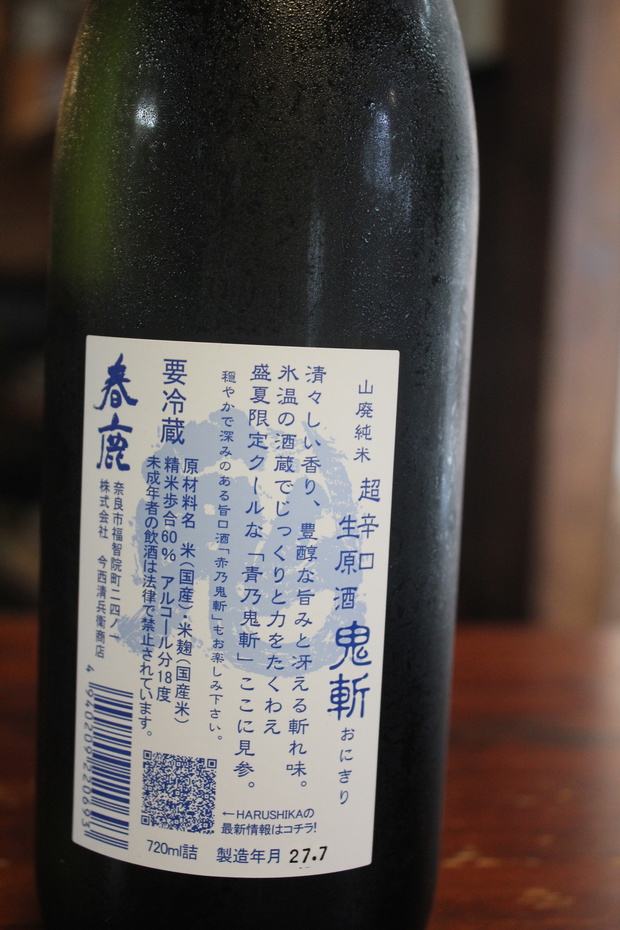 山廃純米 超辛口
生原酒 鬼斬 おにきり
清々しい香り、豊醇な旨みと冴える斬れ味。
氷温の酒蔵でじっくりと力をたくわえ
盛夏限定クールな「青乃鬼斬」ここに見参。
穏やかで深みのある旨口酒「赤乃鬼斬」もお楽しみ下さい。
要冷蔵
原材料名 米(国産)・米麹(国産米)
精米歩合60% アルコール分18度
未成年者の飲酒は法律で禁止されています。
春鹿
奈良市福智院町二四ノ一
株式会社 今西清兵衛商店
4940209220693
←HARUSHIKAの
最新情報はコチラ!
720ml詰 製造年月 27.7